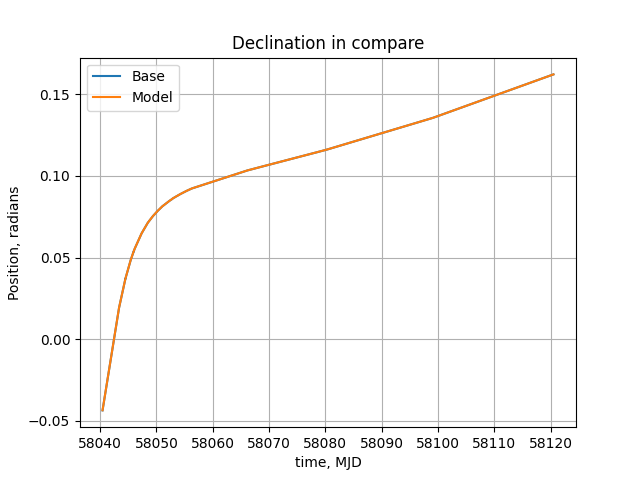 Declination in compare
Base
Model
0.15
0.10
0.05
0.00
−0.05
Position, radians
58040 58050 58060 58070 58080 58090 58100 58110 58120
time, MJD